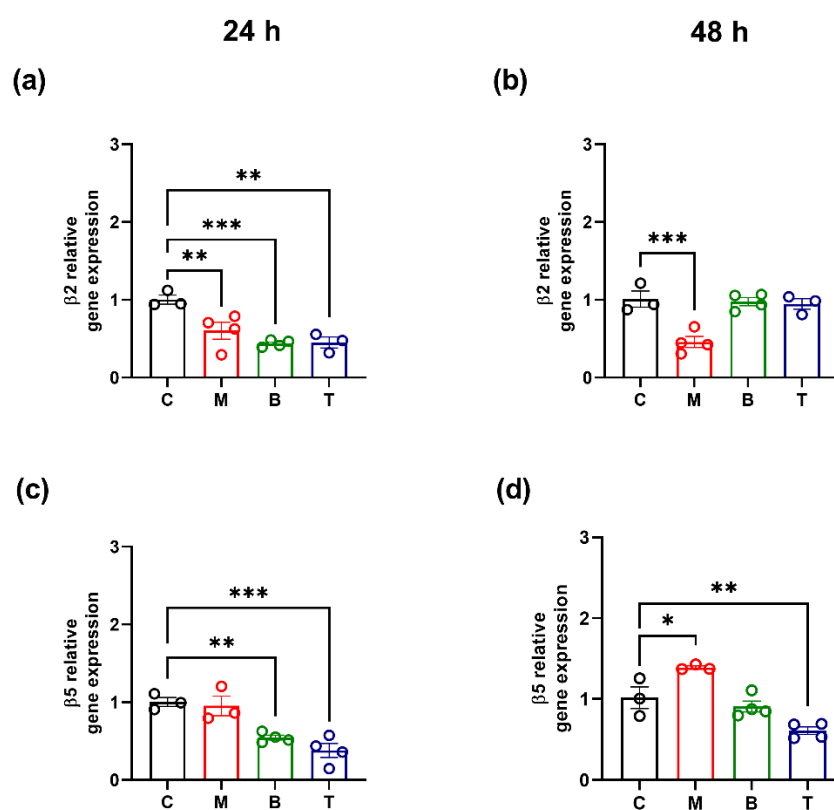 24 h
48 h
(a)
β2 relative
gene expression
3
2
1
0
**
***
**
C M B T
(b)
β2 relative
gene expression
3
2
1
0
***
C M B T
(c)
β5 relative
gene expression
3
2
1
0
***
**
C M B T
(d)
β5 relative
gene expression
3
2
1
0
**
*
C M B T